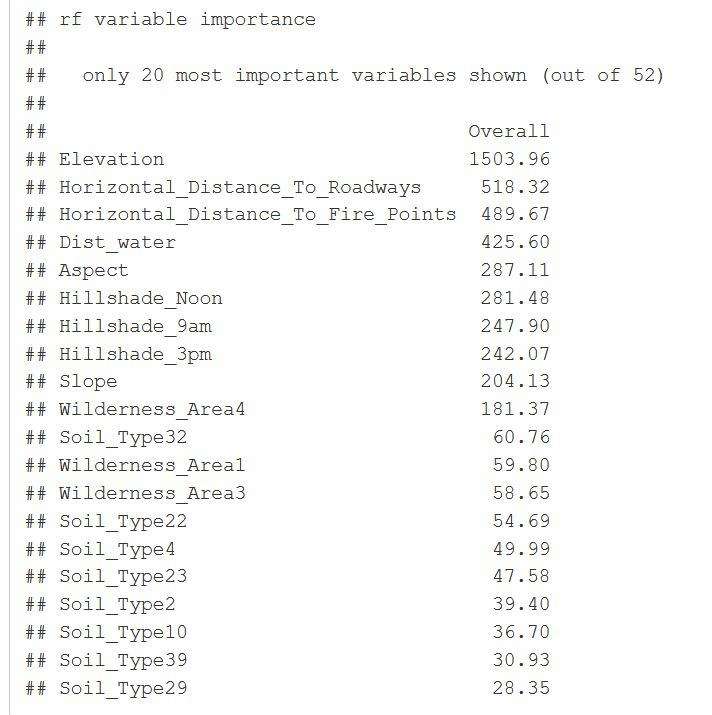 ## rf variable importance
##
##   only 20 most important variables shown (out of 52)
##
##                                      Overall
## Elevation                            1503.96
## Horizontal_Distance_To_Roadways       518.32
## Horizontal_Distance_To_Fire_Points    489.67
## Dist_water                            425.60
## Aspect                                287.11
## Hillshade_Noon                        281.48
## Hillshade_9am                         247.90
## Hillshade_3pm                         242.07
## Slope                                 204.13
## Wilderness_Area4                      181.37
## Soil_Type32                            60.76
## Wilderness_Area1                       59.80
## Wilderness_Area3                       58.65
## Soil_Type22                            54.69
## Soil_Type4                             49.99
## Soil_Type23                            47.58
## Soil_Type2                             39.40
## Soil_Type10                            36.70
## Soil_Type39                            30.93
## Soil_Type29                            28.35